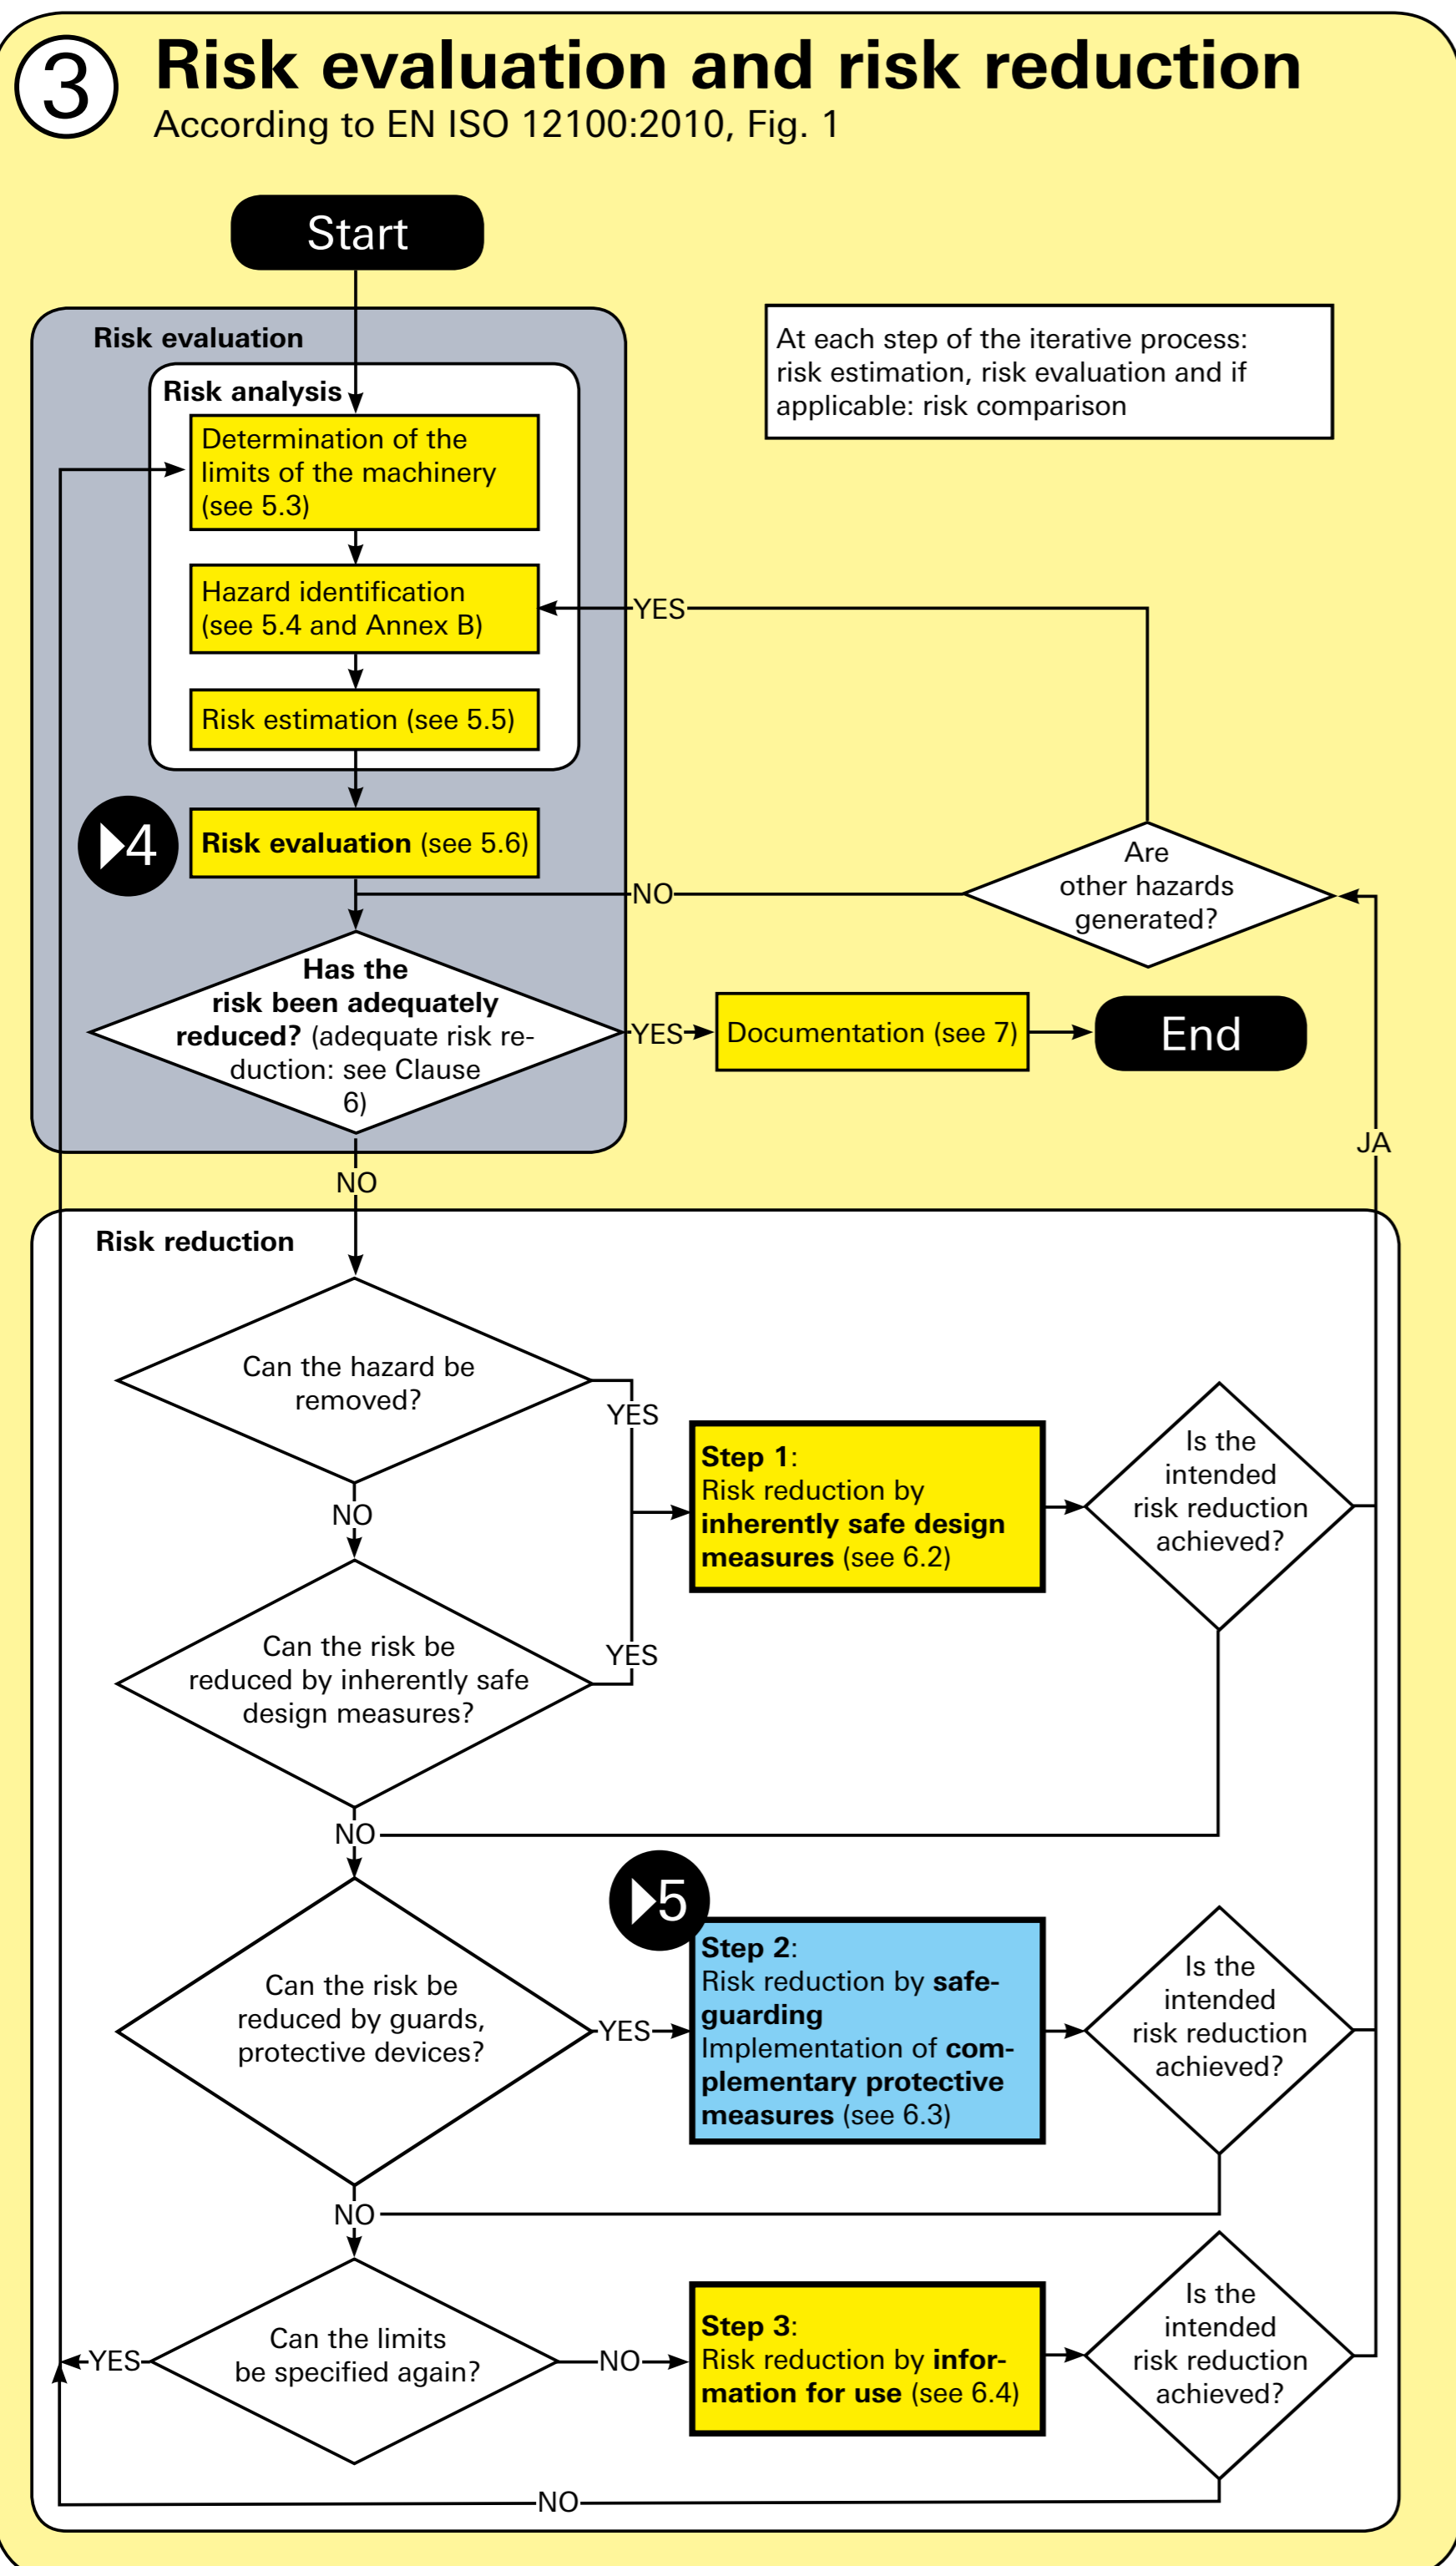 3
Risk evaluation and risk reduction
According to EN ISO 12100:2010, Fig. 1
Start
Risk evaluation
At each step of the iterative process:
risk estimation, risk evaluation and if
applicable: risk comparison
Risk analysis
Determination of the
limits of the machinery
(see 5.3)
Hazard identification
(see 5.4 and Annex B)
YES
Risk estimation (see 5.5)
4
Risk evaluation (see 5.6)
Are
other hazards
generated?
NO
Has the
risk been adequately
reduced? (adequate risk re-
duction: see Clause
6)
YES
Documentation (see 7)
End
JA
NO
Risk reduction
Can the hazard be
removed?
YES
NO
Step 1:
Risk reduction by
inherently safe design
measures (see 6.2)
Is the
intended
risk reduction
achieved?
Can the risk be
reduced by inherently safe
design measures?
YES
NO
5
Can the risk be
reduced by guards,
protective devices?
YES
Step 2:
Risk reduction by safe-
guarding
Implementation of com-
plementary protective
measures (see 6.3)
Is the
intended
risk reduction
achieved?
NO
Can the limits
be specified again?
YES
NO
Step 3:
Risk reduction by infor-
mation for use (see 6.4)
Is the
intended
risk reduction
achieved?
NO